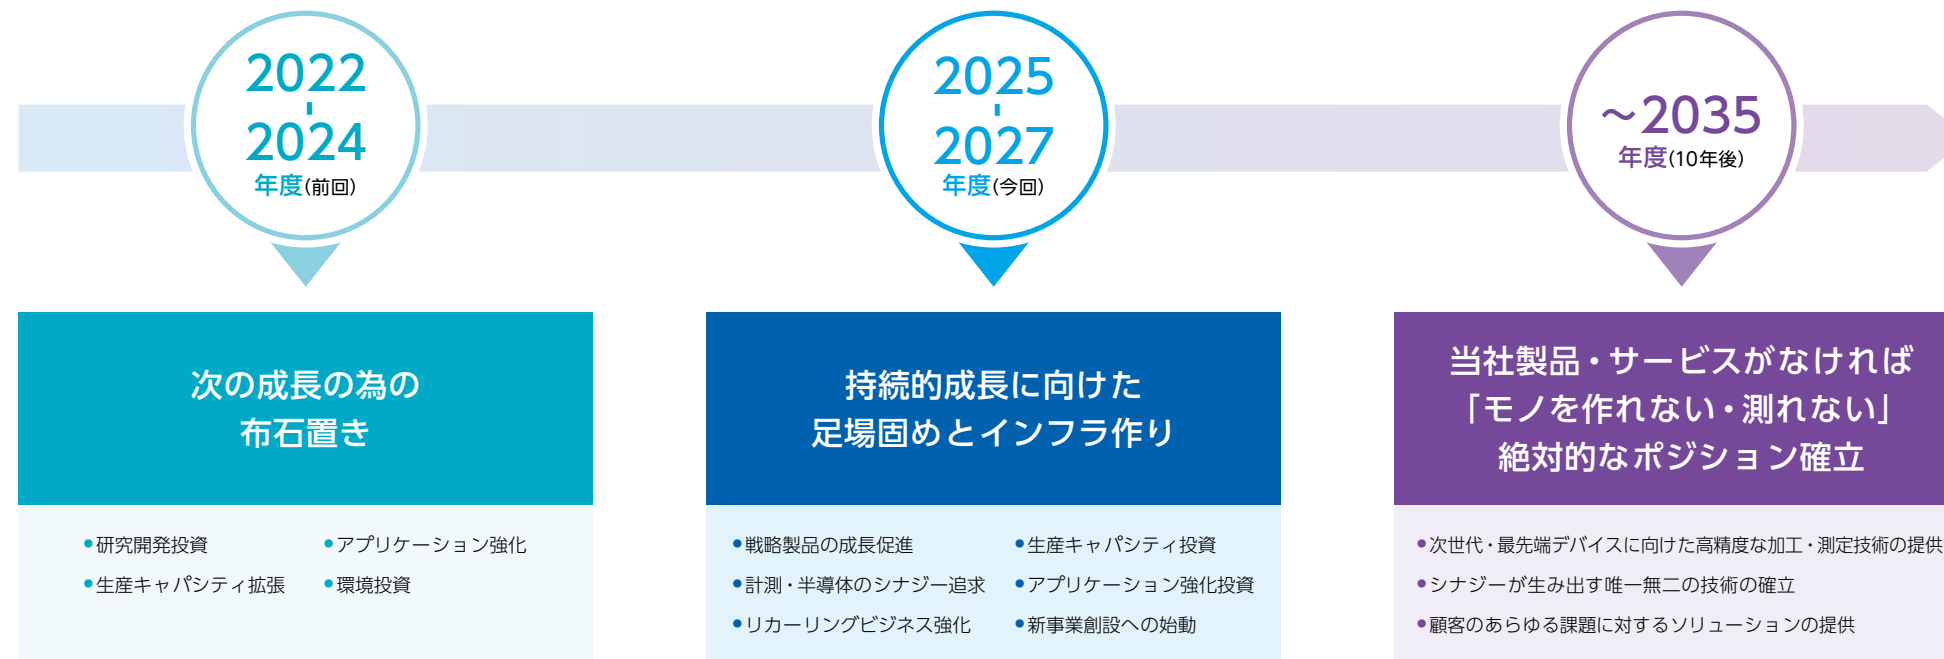 2022
-
2024
年度(前回)
2025
-
2027
年度(今回)
～2035
年度(10年後)
次の成長の為の
布石置き
•研究開発投資
•アプリケーション強化
•生産キャパシティ拡張
•環境投資
持続的成長に向けた
足場固めとインフラ作り
•戦略製品の成長促進
•生産キャパシティ投資
•計測・半導体のシナジー追求
•アプリケーション強化投資
•リカーリングビジネス強化
•新事業創設への始動
当社製品・サービスがなければ
「モノを作れない・測れない」
絶対的なポジション確立
•次世代・最先端デバイスに向けた高精度な加工・測定技術の提供
•シナジーが生み出す唯一無二の技術の確立
•顧客のあらゆる課題に対するソリューションの提供